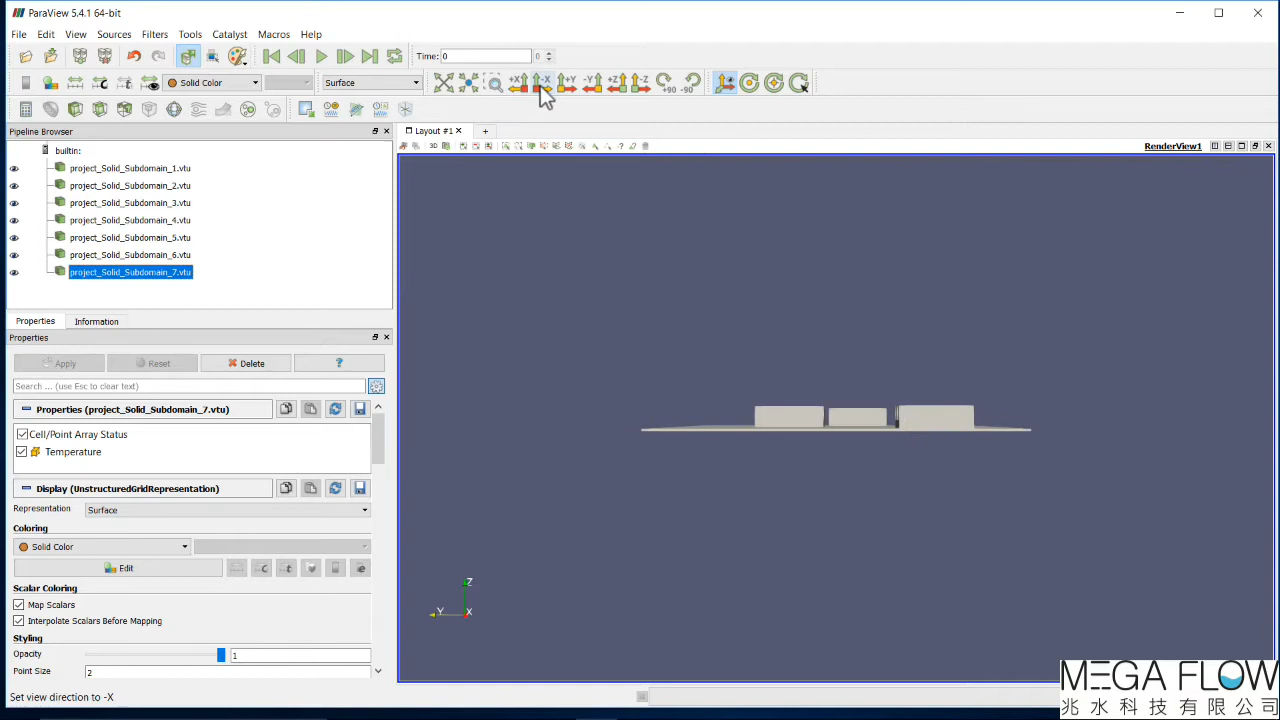 ParaView 5.4.1 64-bit
File Edit View Sources Filters Tools Catalyst Macros Help
Time: 0 0
Solid Color Surface +X -X +Y -Y +Z -Z +90 -90
Pipeline Browser
Layout #1
builtin:
3D RenderView1
project_Solid_Subdomain_1.vtu
project_Solid_Subdomain_2.vtu
project_Solid_Subdomain_3.vtu
project_Solid_Subdomain_4.vtu
project_Solid_Subdomain_5.vtu
project_Solid_Subdomain_6.vtu
project_Solid_Subdomain_7.vtu
Properties Information
Properties
Apply Reset Delete ?
Search ... (use Esc to clear text)
Properties (project_Solid_Subdomain_7.vtu)
Cell/Point Array Status
Temperature
Display (UnstructuredGridRepresentation)
Representation Surface
Coloring
Solid Color
Edit
Scalar Coloring
Map Scalars
Interpolate Scalars Before Mapping
Styling
Opacity 1
Point Size 2
Z
Y X
Set view direction to -X
MEGA FLOW
兆水科技有限公司